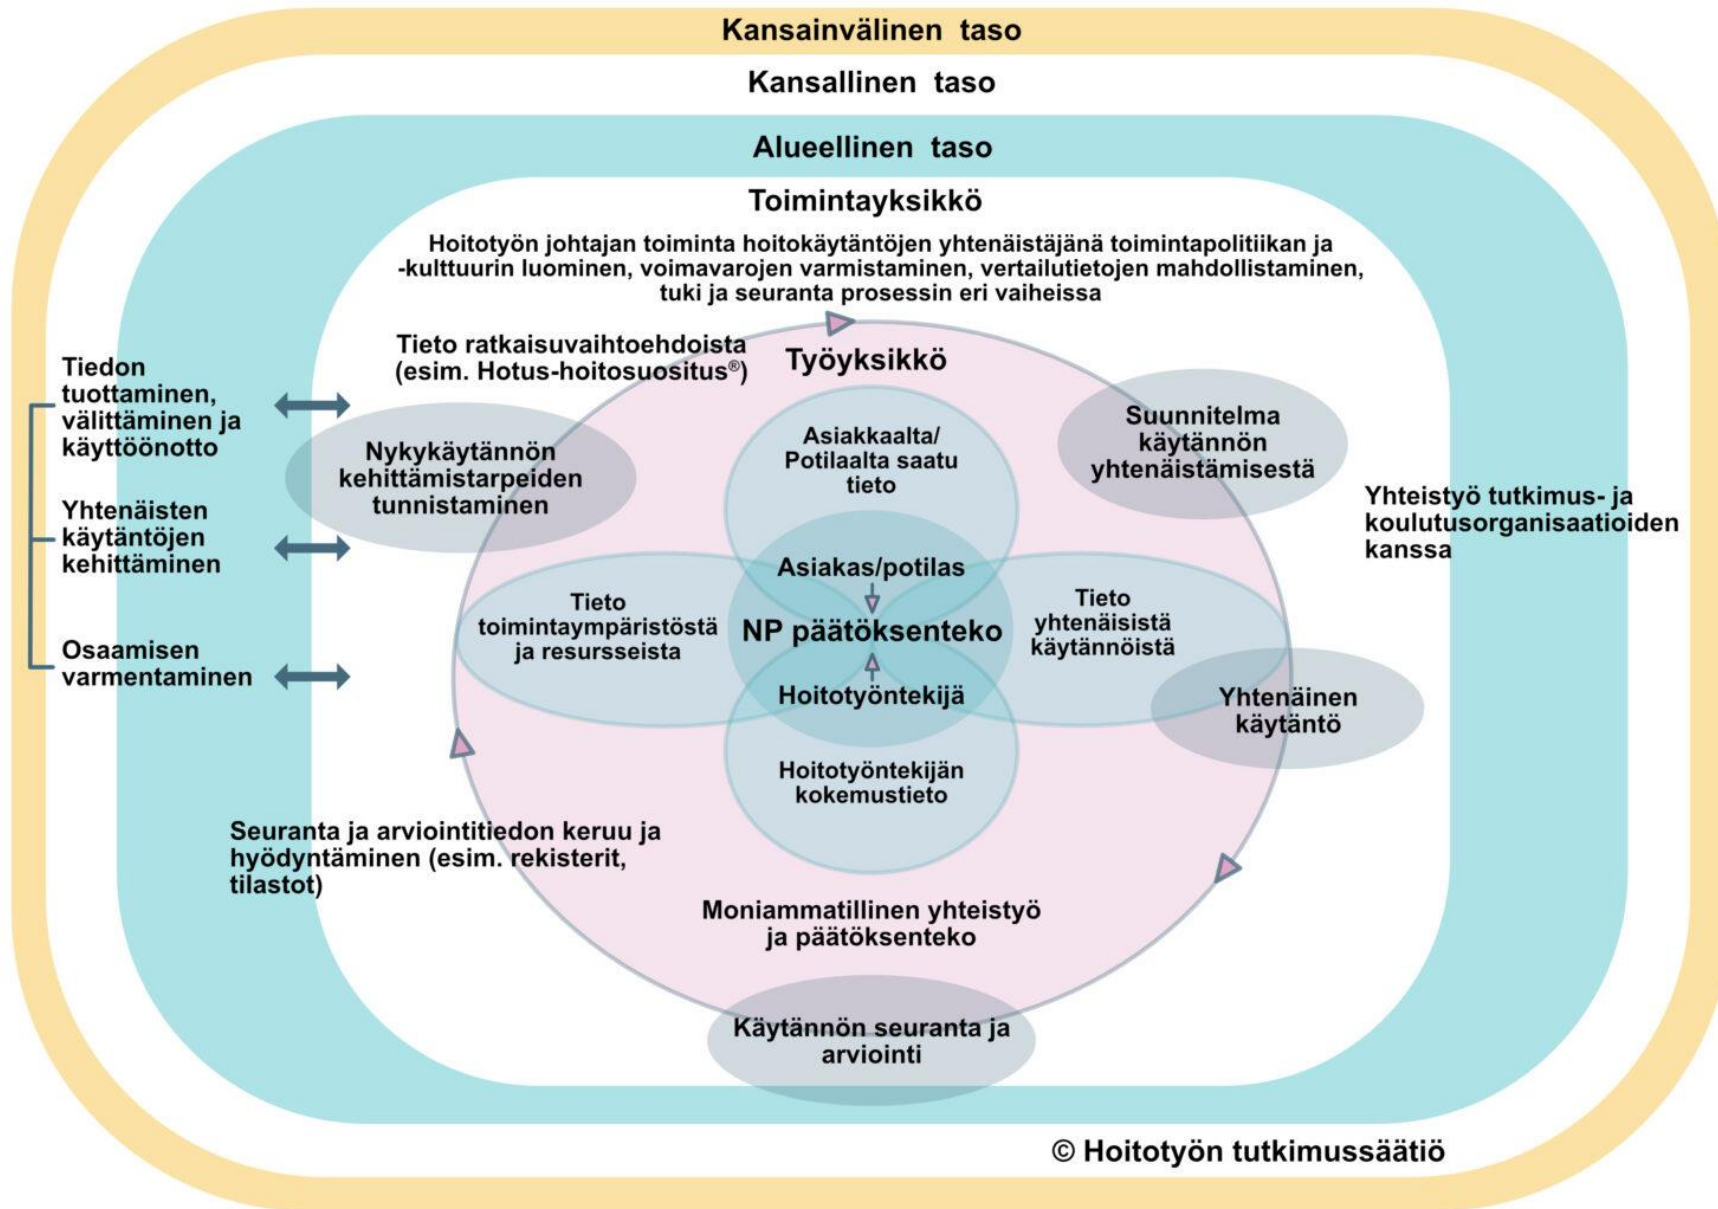 Kansainvälinen taso
Kansallinen taso
Alueellinen taso
Toimintayksikkö
Hoitotyön johtajan toiminta hoitokäytäntöjen yhtenäistäjänä toimintapolitiikan ja
-kulttuurin luominen, voimavarojen varmistaminen, vertailutietojen mahdollistaminen,
tuki ja seuranta prosessin eri vaiheissa
Tieto ratkaisuvaihtoehdoista
(esim. Hotus-hoitosuositus®)
Työyksikkö
Tiedon
tuottaminen,
välittäminen ja
käyttöönotto
Yhtenäisten
käytäntöjen
kehittäminen
Osaamisen
varmentaminen
Nykykäytännön
kehittämistarpeiden
tunnistaminen
Asiakkaalta/
Potilaalta saatu
tieto
Suunnitelma
käytännön
yhtenäistämisestä
Yhteistyö tutkimus- ja
koulutusorganisaatioiden
kanssa
Asiakas/potilas
Tieto
toimintaympäristöstä
ja resursseista
NP päätöksenteko
Tieto
yhtenäisistä
käytännöistä
Hoitotyöntekijä
Yhtenäinen
käytäntö
Hoitotyöntekijän
kokemustieto
Seuranta ja arviointitiedon keruu ja
hyödyntäminen (esim. rekisterit,
tilastot)
Moniammatillinen yhteistyö
ja päätöksenteko
Käytännön seuranta ja
arviointi
© Hoitotyön tutkimussäätiö